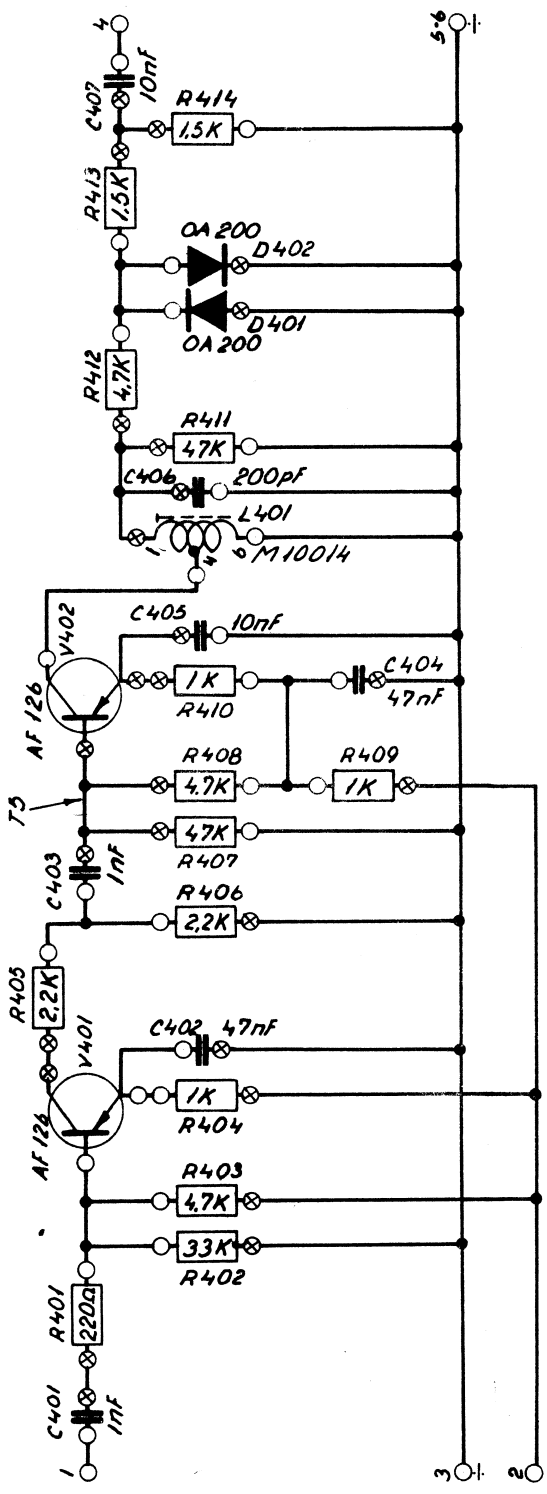 4
5-6
C407
10nF
R414
1,5K
R413
1.5K
OA 200
D402
D401
OA 200
R412
4.7K
R411
47K
C406
200pF
L401
1
4
6
M10014
V402
AF 126
C405
10nF
1K
R410
C404
47nF
R408
4.7K
R409
1K
47K
R407
C403
1nF
R406
2,2K
R405
2.2K
V401
AF 126
C402
47nF
1K
R404
R403
4.7K
33K
R402
R401
220Ω
C401
1nF
1
3
2